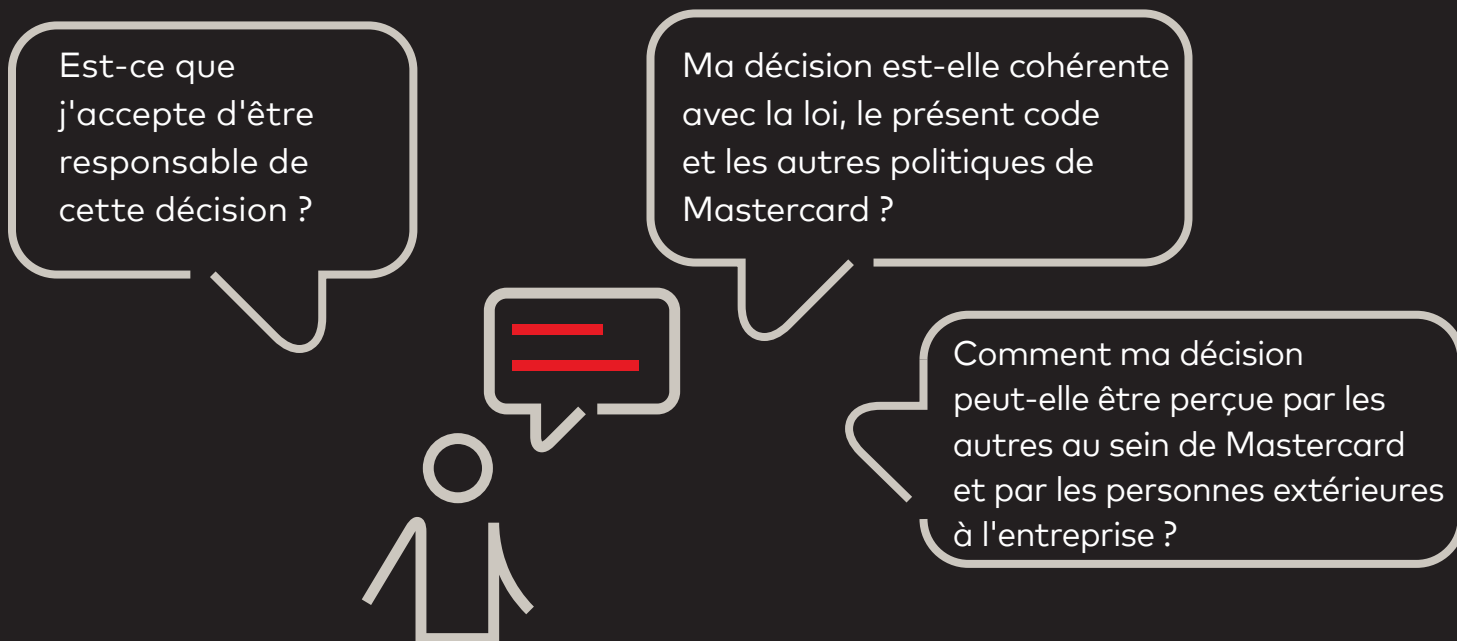 Est-ce que
j'accepte d'être
responsable de
cette décision ?
Ma décision est-elle cohérente
avec la loi, le présent code
et les autres politiques de
Mastercard ?
Comment ma décision
peut-elle être perçue par les
autres au sein de Mastercard
et par les personnes extérieures
à l'entreprise ?